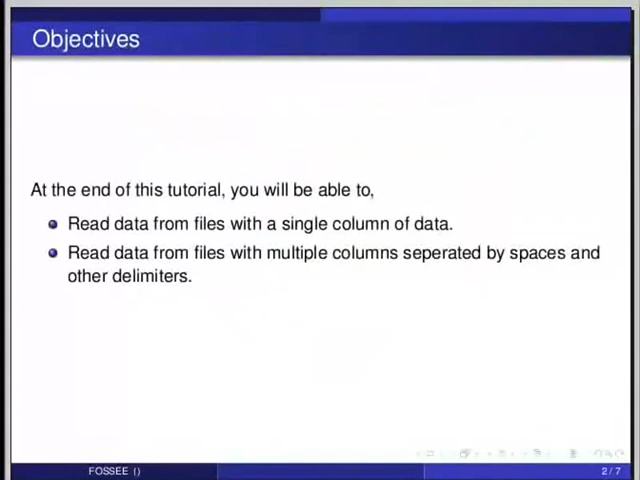 Objectives
At the end of this tutorial, you will be able to,
Read data from files with a single column of data.
Read data from files with multiple columns seperated by spaces and
other delimiters.
FOSSEE ()
2 / 7